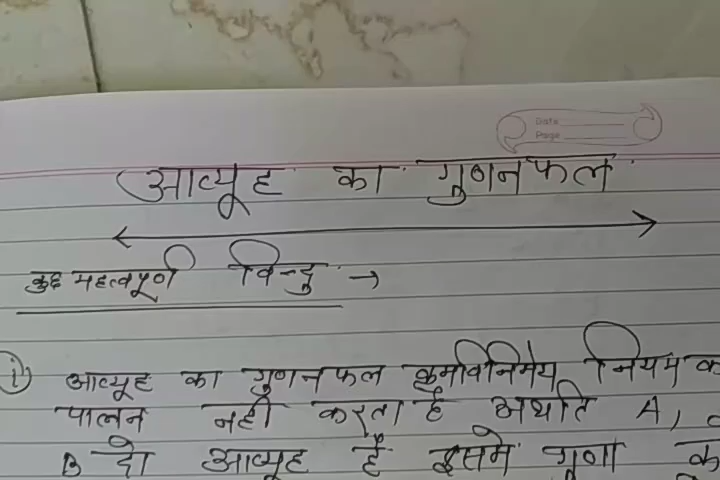 Date
Page
आव्यूह का गुणनफल
कुछ महत्वपूर्ण विन्दु →
(i) आव्यूह का गुणनफल क्रमविनिमेय नियम
पालन नही करता है अर्थात A,
B दो आव्यूह है इसमे गुणा